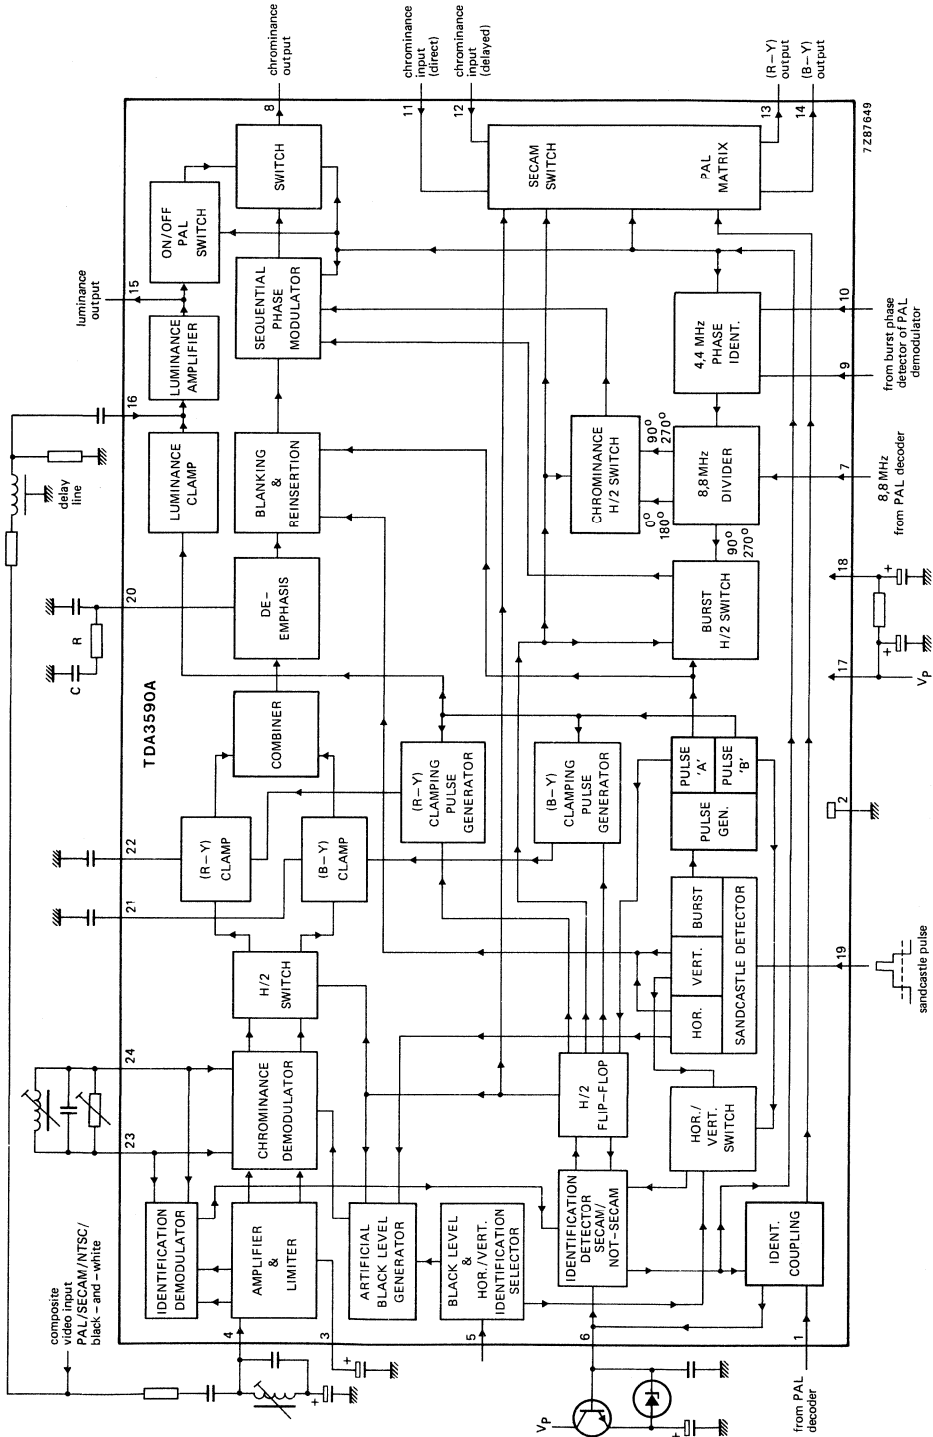 TDA3590A
composite
video input
PAL/SECAM/NTSC/
black – and – white
4
3
5
6
1
from PAL
decoder
VP
+
+
23
24
21
22
C
R
20
delay
line
16
luminance
output
15
8
chrominance
output
11
chrominance
input
(direct)
12
chrominance
input
(delayed)
13
(R–Y)
output
14
(B–Y)
output
7Z87649
IDENTIFICATION
DEMODULATOR
AMPLIFIER
&
LIMITER
ARTIFICIAL
BLACK LEVEL
GENERATOR
BLACK LEVEL
&
HOR./VERT.
IDENTIFICATION
SELECTOR
IDENTIFICATION
DETECTOR
SECAM/
NOT–SECAM
IDENT.
COUPLING
CHROMINANCE
DEMODULATOR
H/2
FLIP–FLOP
HOR./
VERT.
SWITCH
H/2
SWITCH
HOR.
VERT.
BURST
SANDCASTLE DETECTOR
(R–Y)
CLAMP
(B–Y)
CLAMP
(R–Y)
CLAMPING
PULSE
GENERATOR
(B–Y)
CLAMPING
PULSE
GENERATOR
PULSE
GEN.
PULSE
'A'
PULSE
'B'
COMBINER
DE–
EMPHASIS
BURST
H/2 SWITCH
90° 270°
LUMINANCE
CLAMP
BLANKING
&
REINSERTION
CHROMINANCE
H/2 SWITCH
0° 180°
90° 270°
8,8 MHz
DIVIDER
LUMINANCE
AMPLIFIER
SEQUENTIAL
PHASE
MODULATOR
4,4 MHz
PHASE
IDENT.
ON/OFF
PAL
SWITCH
SWITCH
SECAM
SWITCH
PAL
MATRIX
19
sandcastle pulse
2
17
VP
18
+
+
7
8,8 MHz
from PAL decoder
9
10
from burst phase
detector of PAL
demodulator